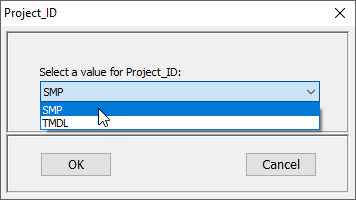 Project_ID
Select a value for Project_ID:
SMP
SMP
TMDL
OK Cancel